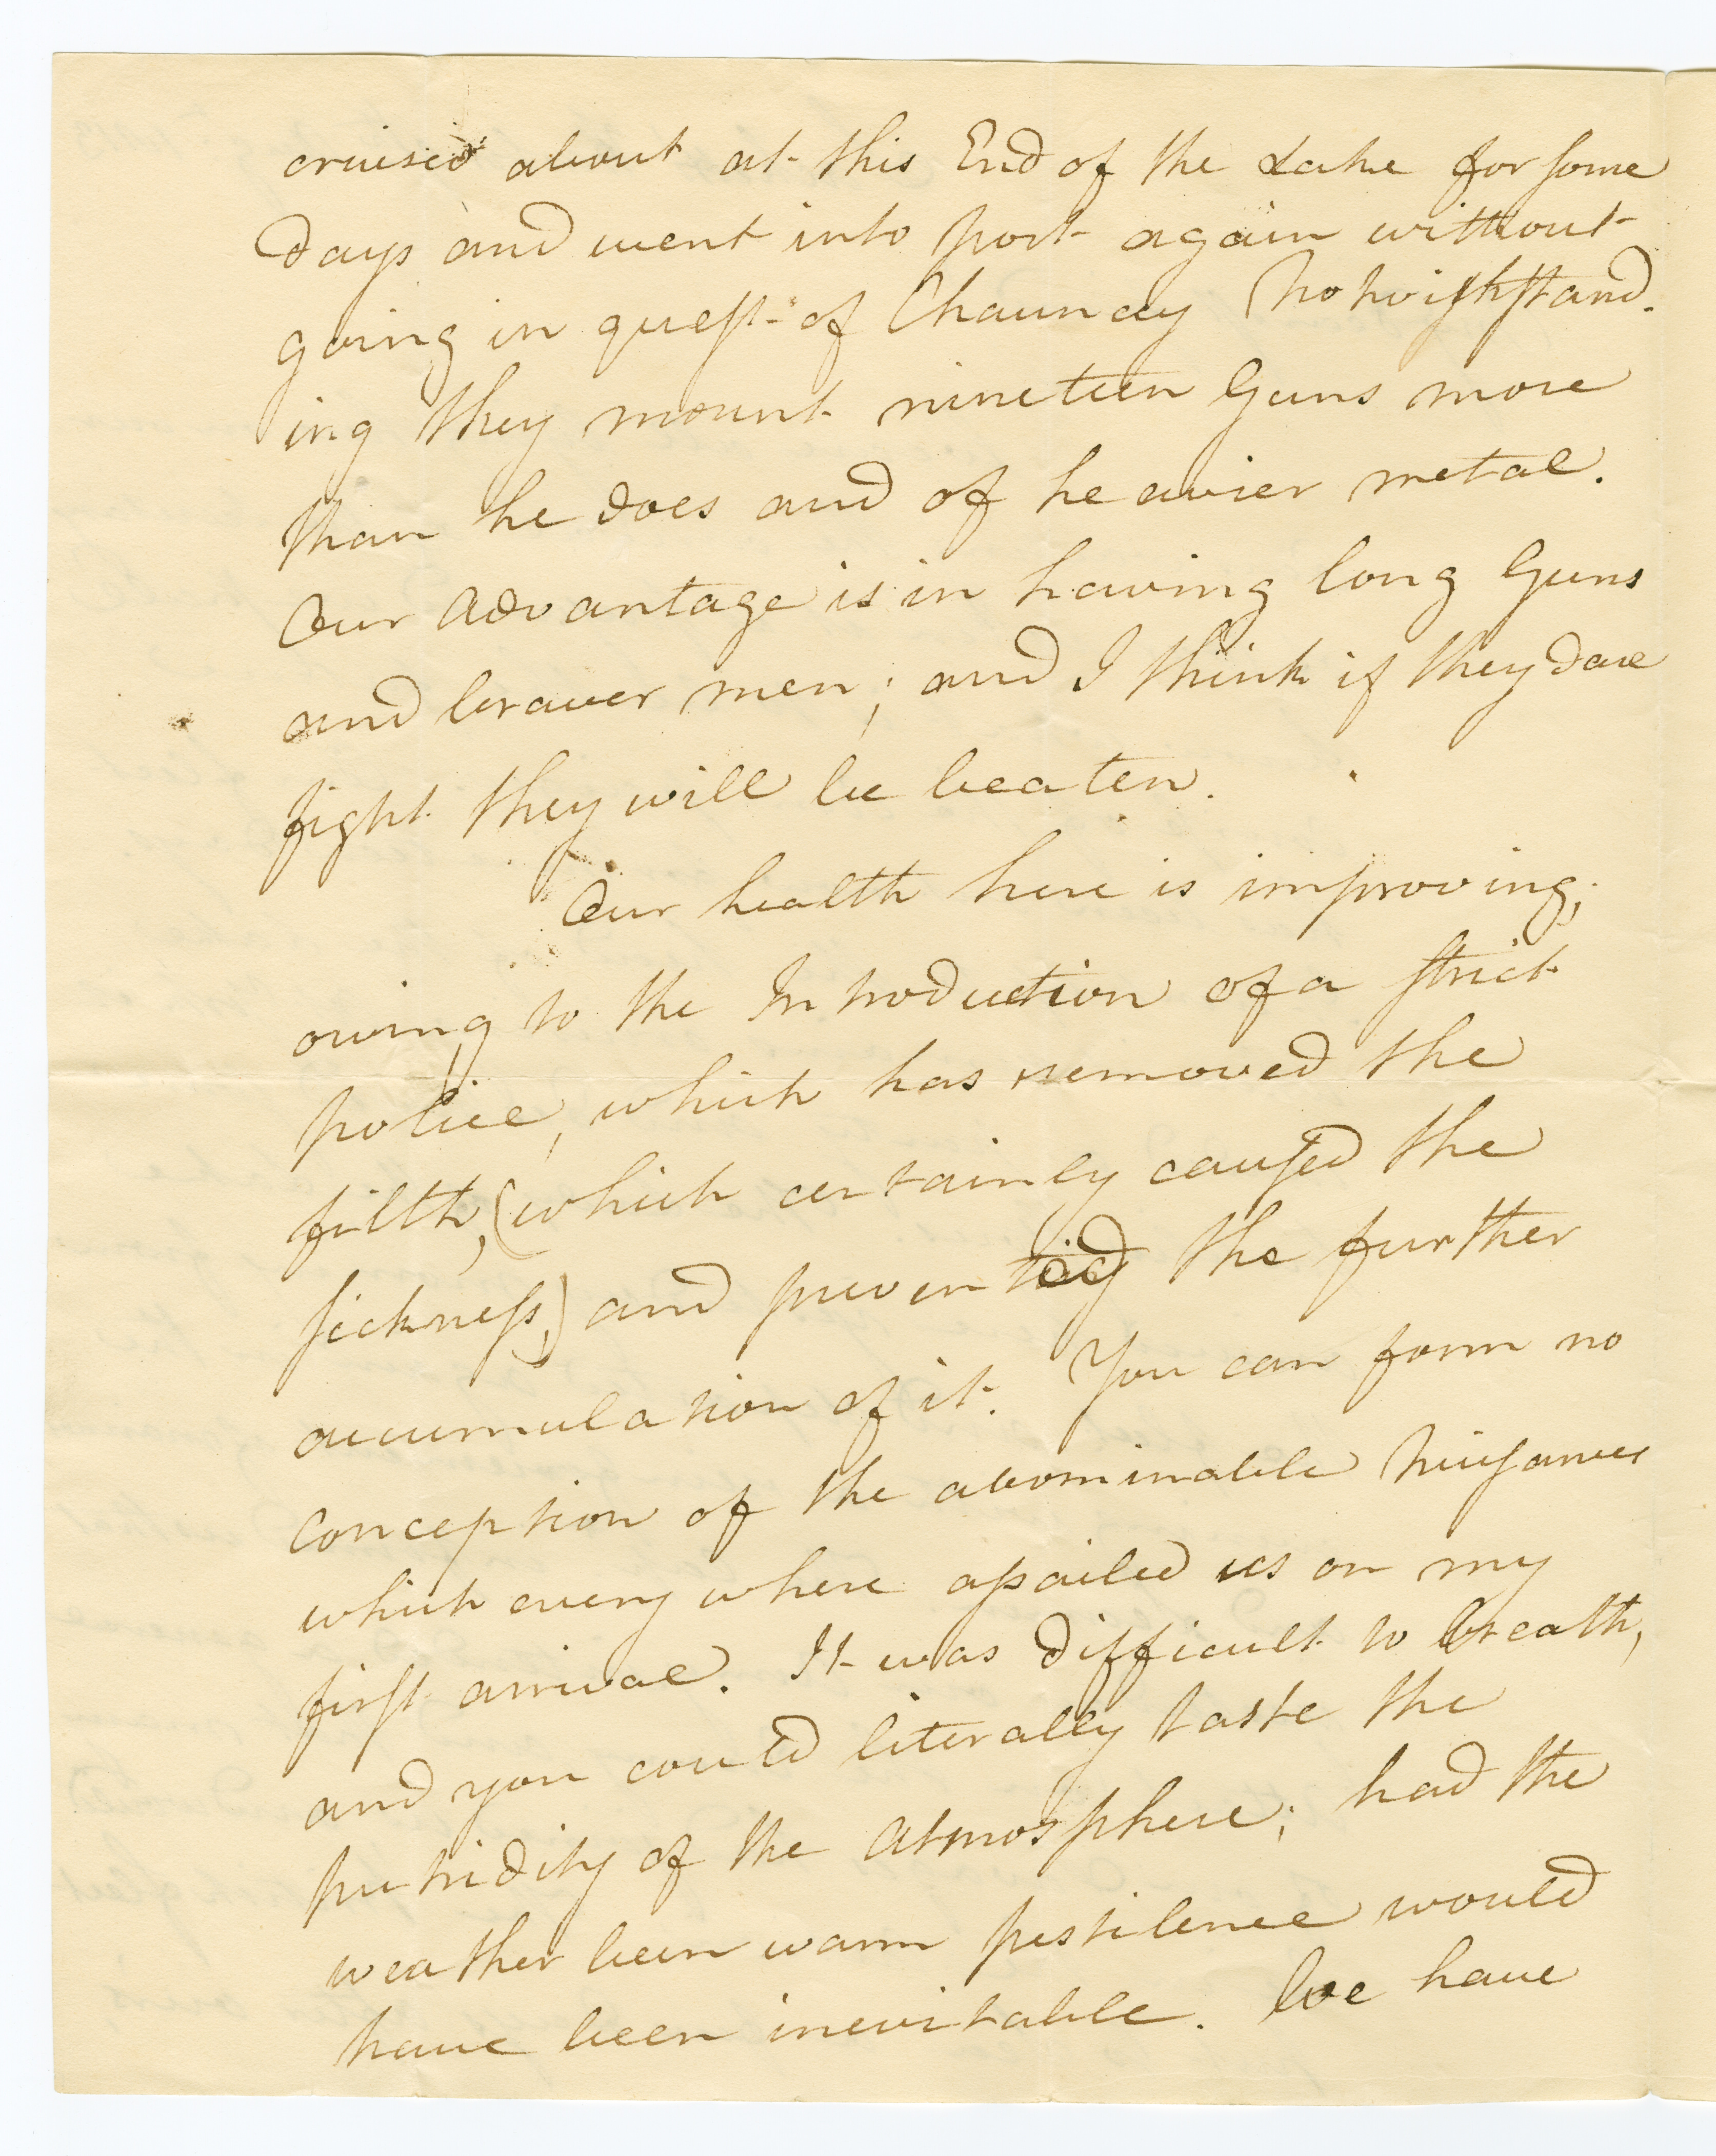 cruised about at this End of the Lake for some
days and went into port again without
going in quest of Chauncey Notwithstand-
ing they mount nineteen Guns more
than he does and of heavier metal.
Our advantage is in having long Guns
and braver men; and I think if they dare
fight they will be beaten.
Our health here is improving;
owing to the Introduction of a strict
police, which has removed the
filth, (which certainly caused the
sickness,) and prevented the further
accumulation of it. You can form no
conception of the abominable Nuisances
which every where assailed us on my
first arrival. It was difficult to breath,
and you could literally taste the
putridity of the atmosphere; had the
weather been warm pestilence would
have been inevitable. We have